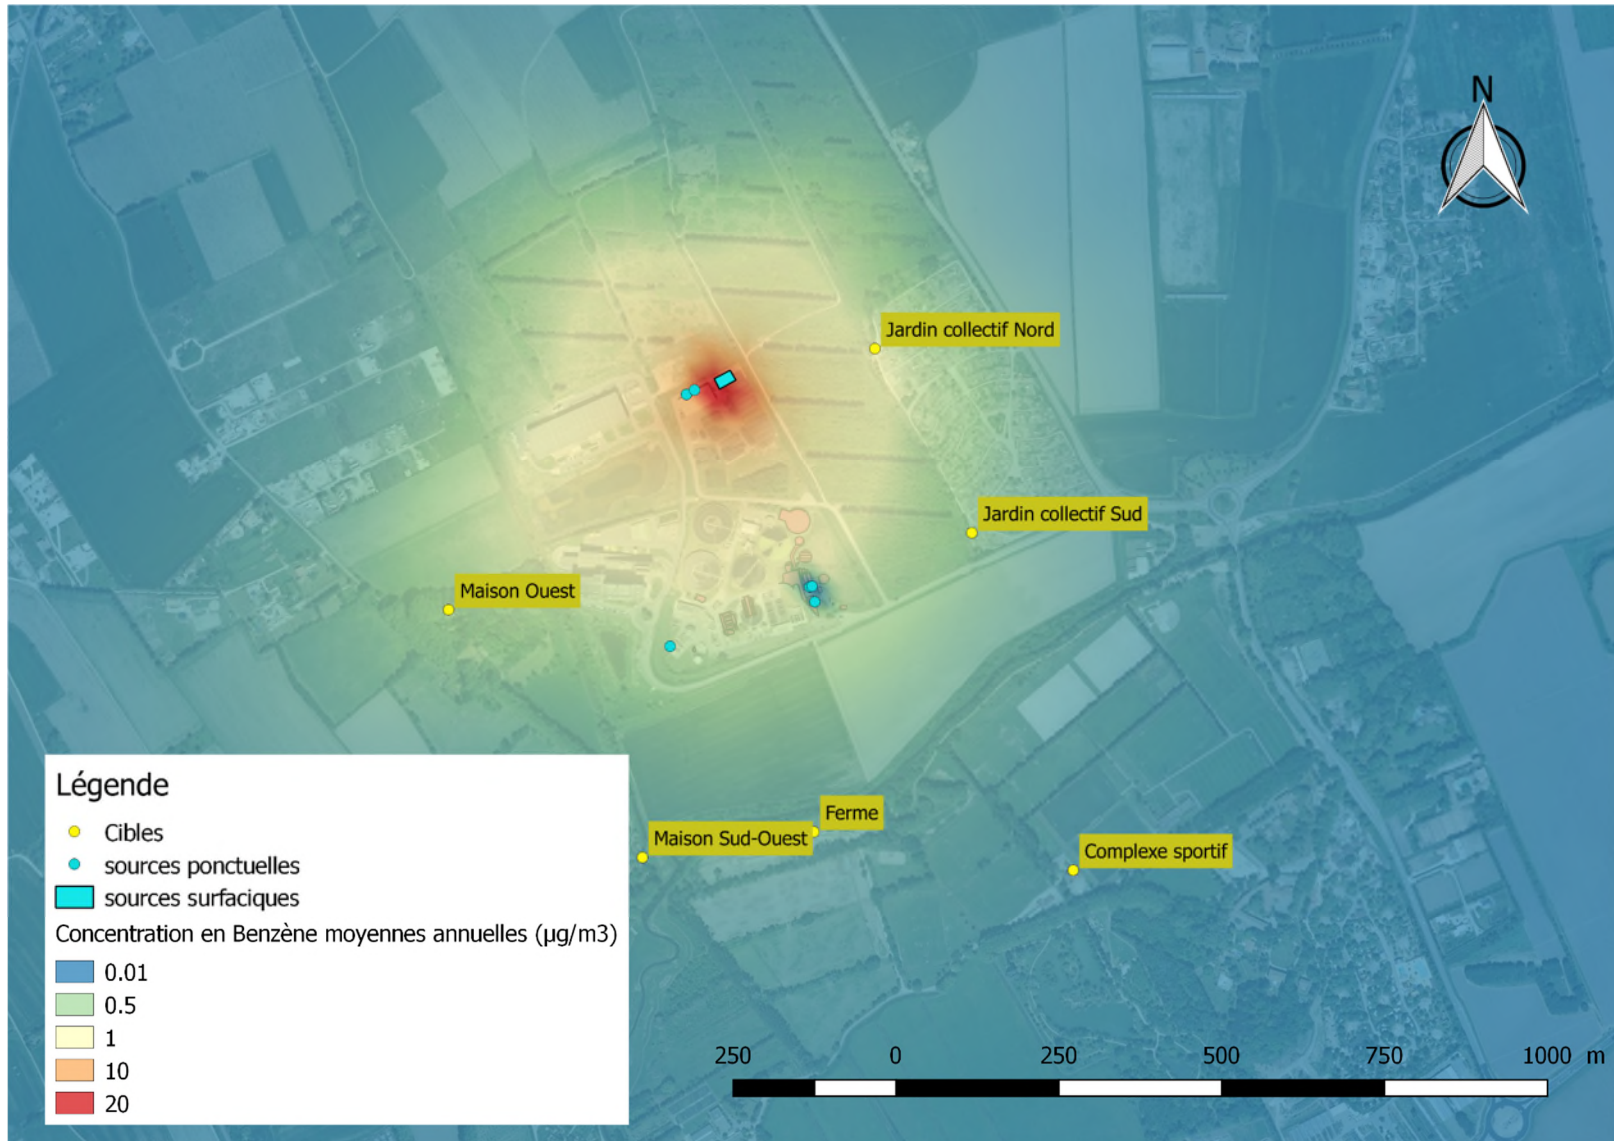 N
Jardin collectif Nord
Jardin collectif Sud
Maison Ouest
Ferme
Maison Sud-Ouest
Complexe sportif
Légende
Cibles
sources ponctuelles
sources surfaciques
Concentration en Benzène moyennes annuelles (µg/m3)
0.01
0.5
1
10
20
250 0 250 500 750 1000 m